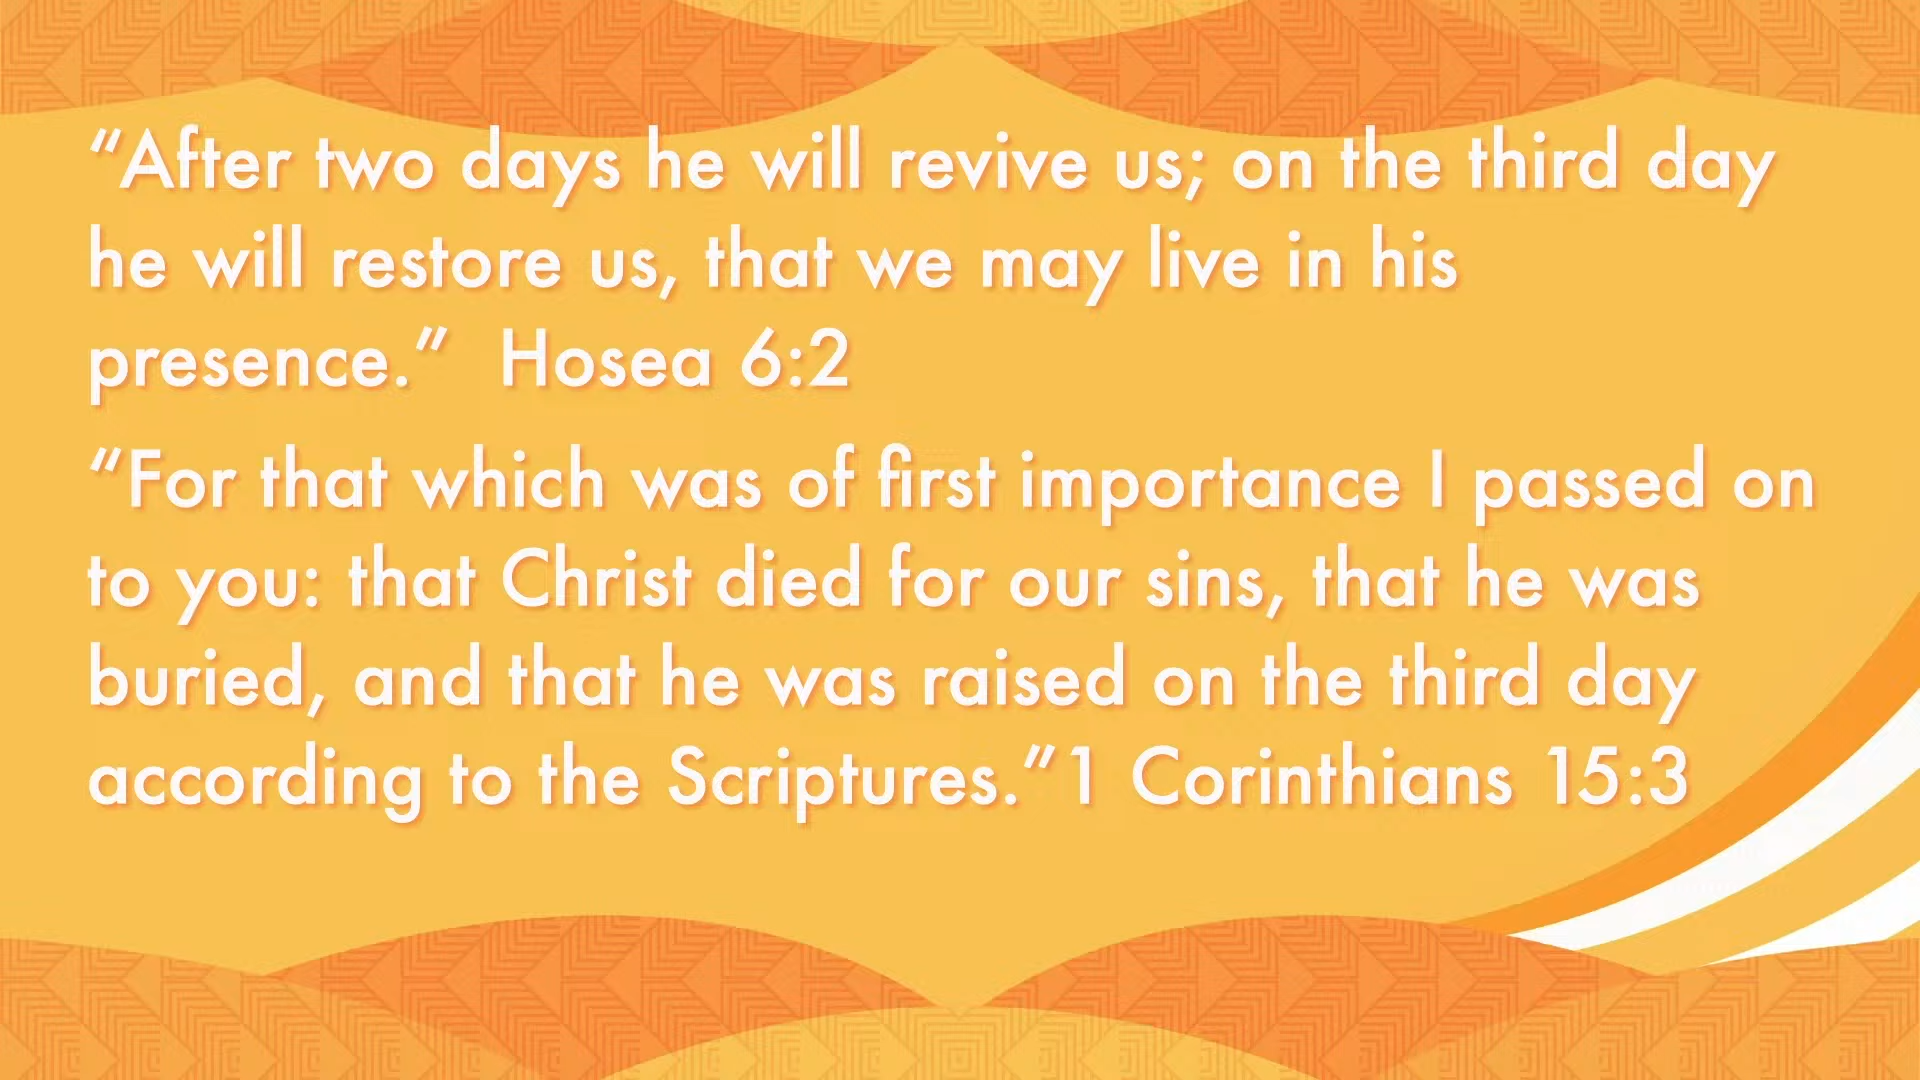 “After two days he will revive us; on the third day
he will restore us, that we may live in his
presence.”  Hosea 6:2
“For that which was of first importance I passed on
to you: that Christ died for our sins, that he was
buried, and that he was raised on the third day
according to the Scriptures.”1 Corinthians 15:3